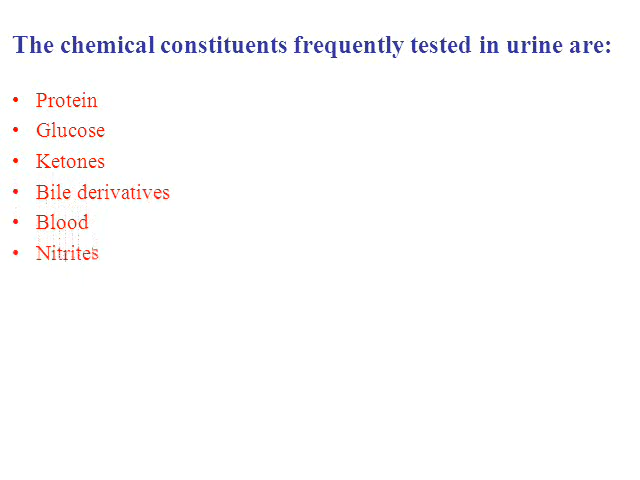 The chemical constituents frequently tested in urine are:
• Protein
• Glucose
• Ketones
• Bile derivatives
• Blood
• Nitrites